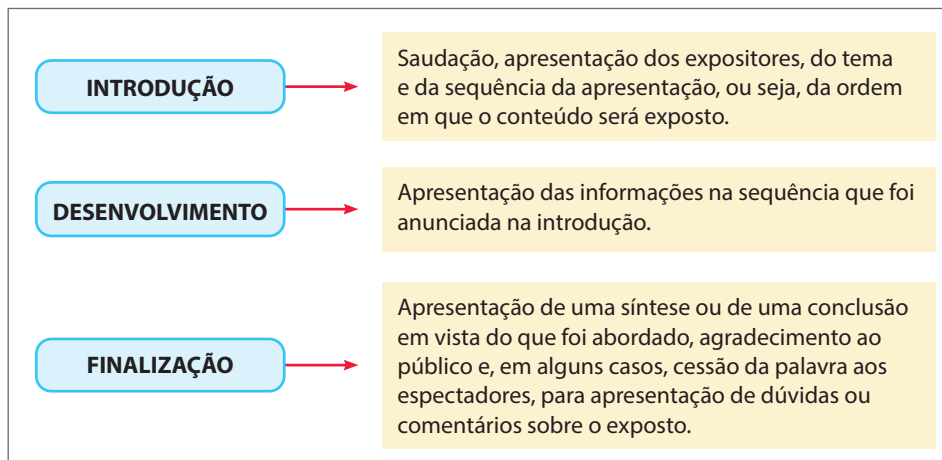 INTRODUÇÃO
Saudação, apresentação dos expositores, do tema
e da sequência da apresentação, ou seja, da ordem
em que o conteúdo será exposto.
DESENVOLVIMENTO
Apresentação das informações na sequência que foi
anunciada na introdução.
FINALIZAÇÃO
Apresentação de uma síntese ou de uma conclusão
em vista do que foi abordado, agradecimento ao
público e, em alguns casos, cessão da palavra aos
espectadores, para apresentação de dúvidas ou
comentários sobre o exposto.